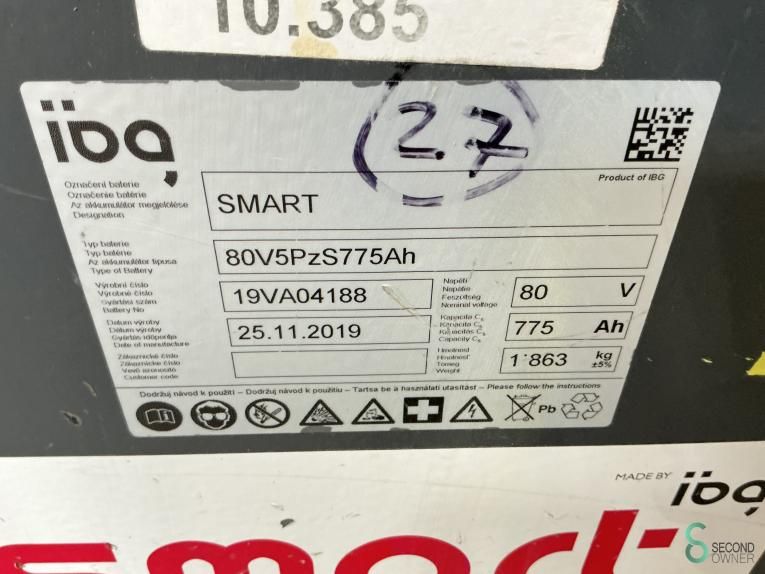 10.385
27
iba
Product of IBG
Označení baterie
Označenie batérie
Az akkumulátor megjelölése
Designation
SMART
Typ baterie
Typ batérie
Az akkumulátor típusa
Type of Battery
80V5PzS775Ah
Výrobní číslo
Výrobné číslo
Gyártási szám
Battery No
19VA04188
Napětí
Napätie
Feszültség
Nominal voltage
80 V
Datum výroby
Dátum výroby
Gyártás időpontja
Date of manufacture
25.11.2019
Kapacita C5
Kapacita C5
Kapacitás C5
Capacity C5
775 Ah
Zákaznické číslo
Zákaznícke číslo
Vevő azonosító
Customer code
Hmotnost
Hmotnosť
Tömeg
Weight
1'863 kg ±5%
Dodržuj návod k použití – Dodržuj návod k použitiu – Tartsa be a használati utasítást – Please follow the instructions
Pb
MADE BY iba
smart
SECOND
OWNER